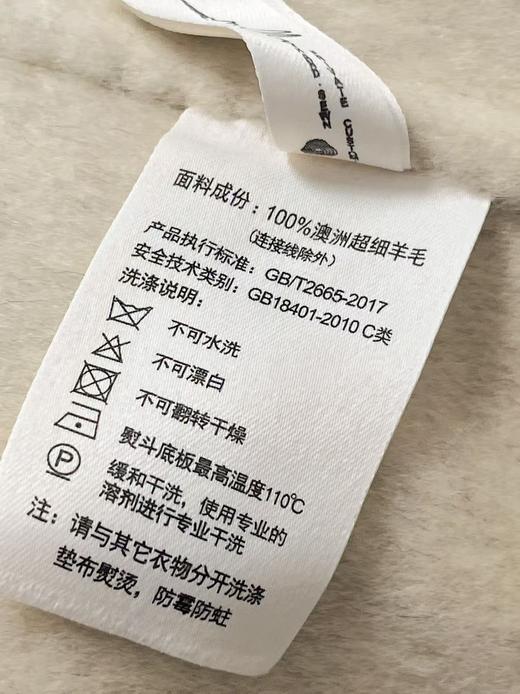 面料成份：100%澳洲超细羊毛
（连接线除外）
产品执行标准：GB/T2665-2017
安全技术类别：GB18401-2010 C类
洗涤说明：
不可水洗
不可漂白
不可翻转干燥
熨斗底板最高温度110℃
P
缓和干洗，使用专业的
溶剂进行专业干洗
注：请与其它衣物分开洗涤
垫布熨烫，防霉防蛀